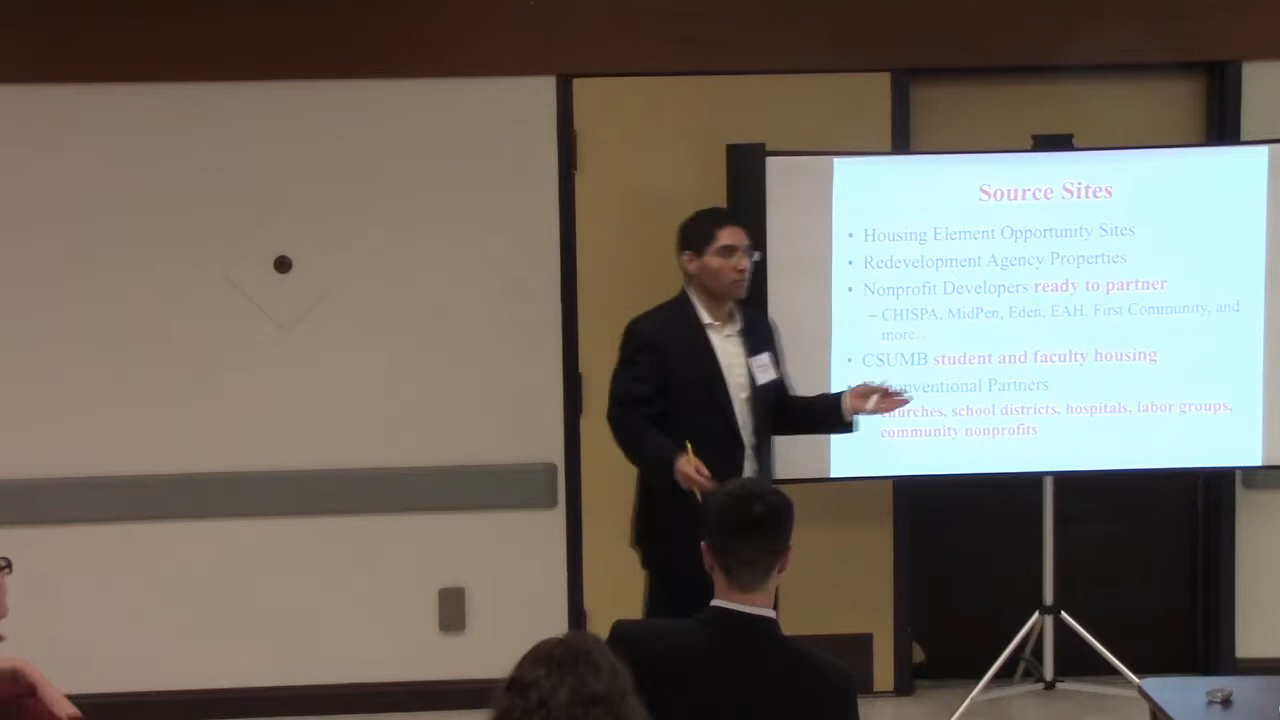 Source Sites
• Housing Element Opportunity Sites
• Redevelopment Agency Properties
• Nonprofit Developers ready to partner
– CHISPA, MidPen, Eden, EAH, First Community, and
more..
• CSUMB student and faculty housing
Partners
school districts, hospitals, labor groups,
community nonprofits